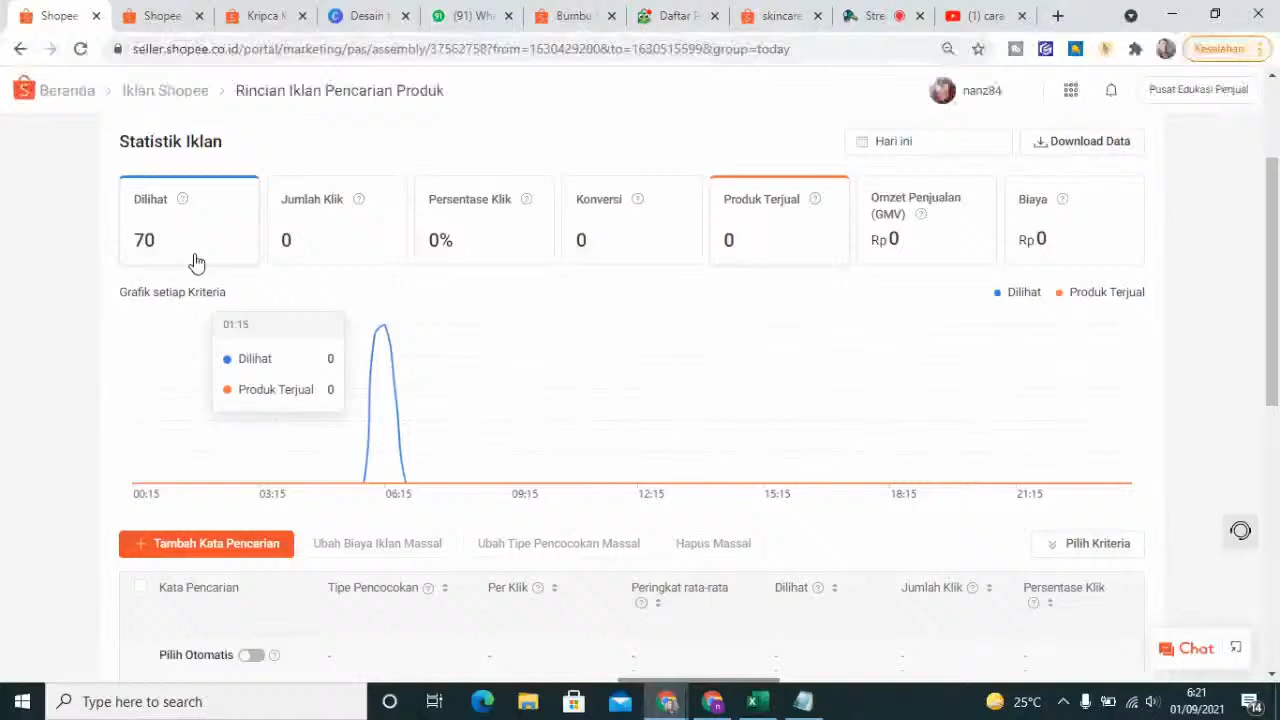 Shopee
Shopee
Kripca K
Desain f
(91) Wha
Bumbu
Daftar P
skincare
Stre
(1) cara
seller.shopee.co.id/portal/marketing/pas/assembly/37562758?from=1630429200&to=1630515599&group=today
Kesalahan
Beranda > Iklan Shopee > Rincian Iklan Pencarian Produk
nanz84
Pusat Edukasi Penjual
Statistik Iklan
Hari ini
Download Data
Dilihat
70
Jumlah Klik
0
Persentase Klik
0%
Konversi
0
Produk Terjual
0
Omzet Penjualan
(GMV)
Rp0
Biaya
Rp0
Grafik setiap Kriteria
Dilihat Produk Terjual
01:15
Dilihat 0
Produk Terjual 0
00:15 03:15 06:15 09:15 12:15 15:15 18:15 21:15
+ Tambah Kata Pencarian
Ubah Biaya Iklan Massal
Ubah Tipe Pencocokan Massal
Hapus Massal
Pilih Kriteria
Kata Pencarian
Tipe Pencocokan
Per Klik
Peringkat rata-rata
Dilihat
Jumlah Klik
Persentase Klik
Pilih Otomatis - - - - - -
Chat
Type here to search
25°C
6:21
01/09/2021
14